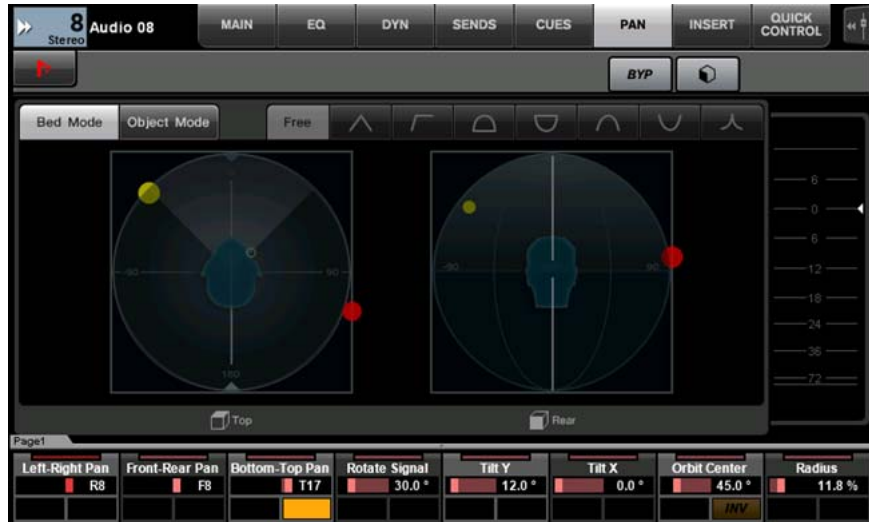 8 Stereo Audio 08 MAIN EQ DYN SENDS CUES PAN INSERT QUICK CONTROL
BYP
Bed Mode Object Mode Free
6
0
6
-90 90 -90 90 12
18
24
36
180 72
Top Rear
Page1
Left-Right Pan Front-Rear Pan Bottom-Top Pan Rotate Signal Tilt Y Tilt X Orbit Center Radius
R8 F8 T17 30.0 ° 12.0 ° 0.0 ° 45.0 ° 11.8 %
INV